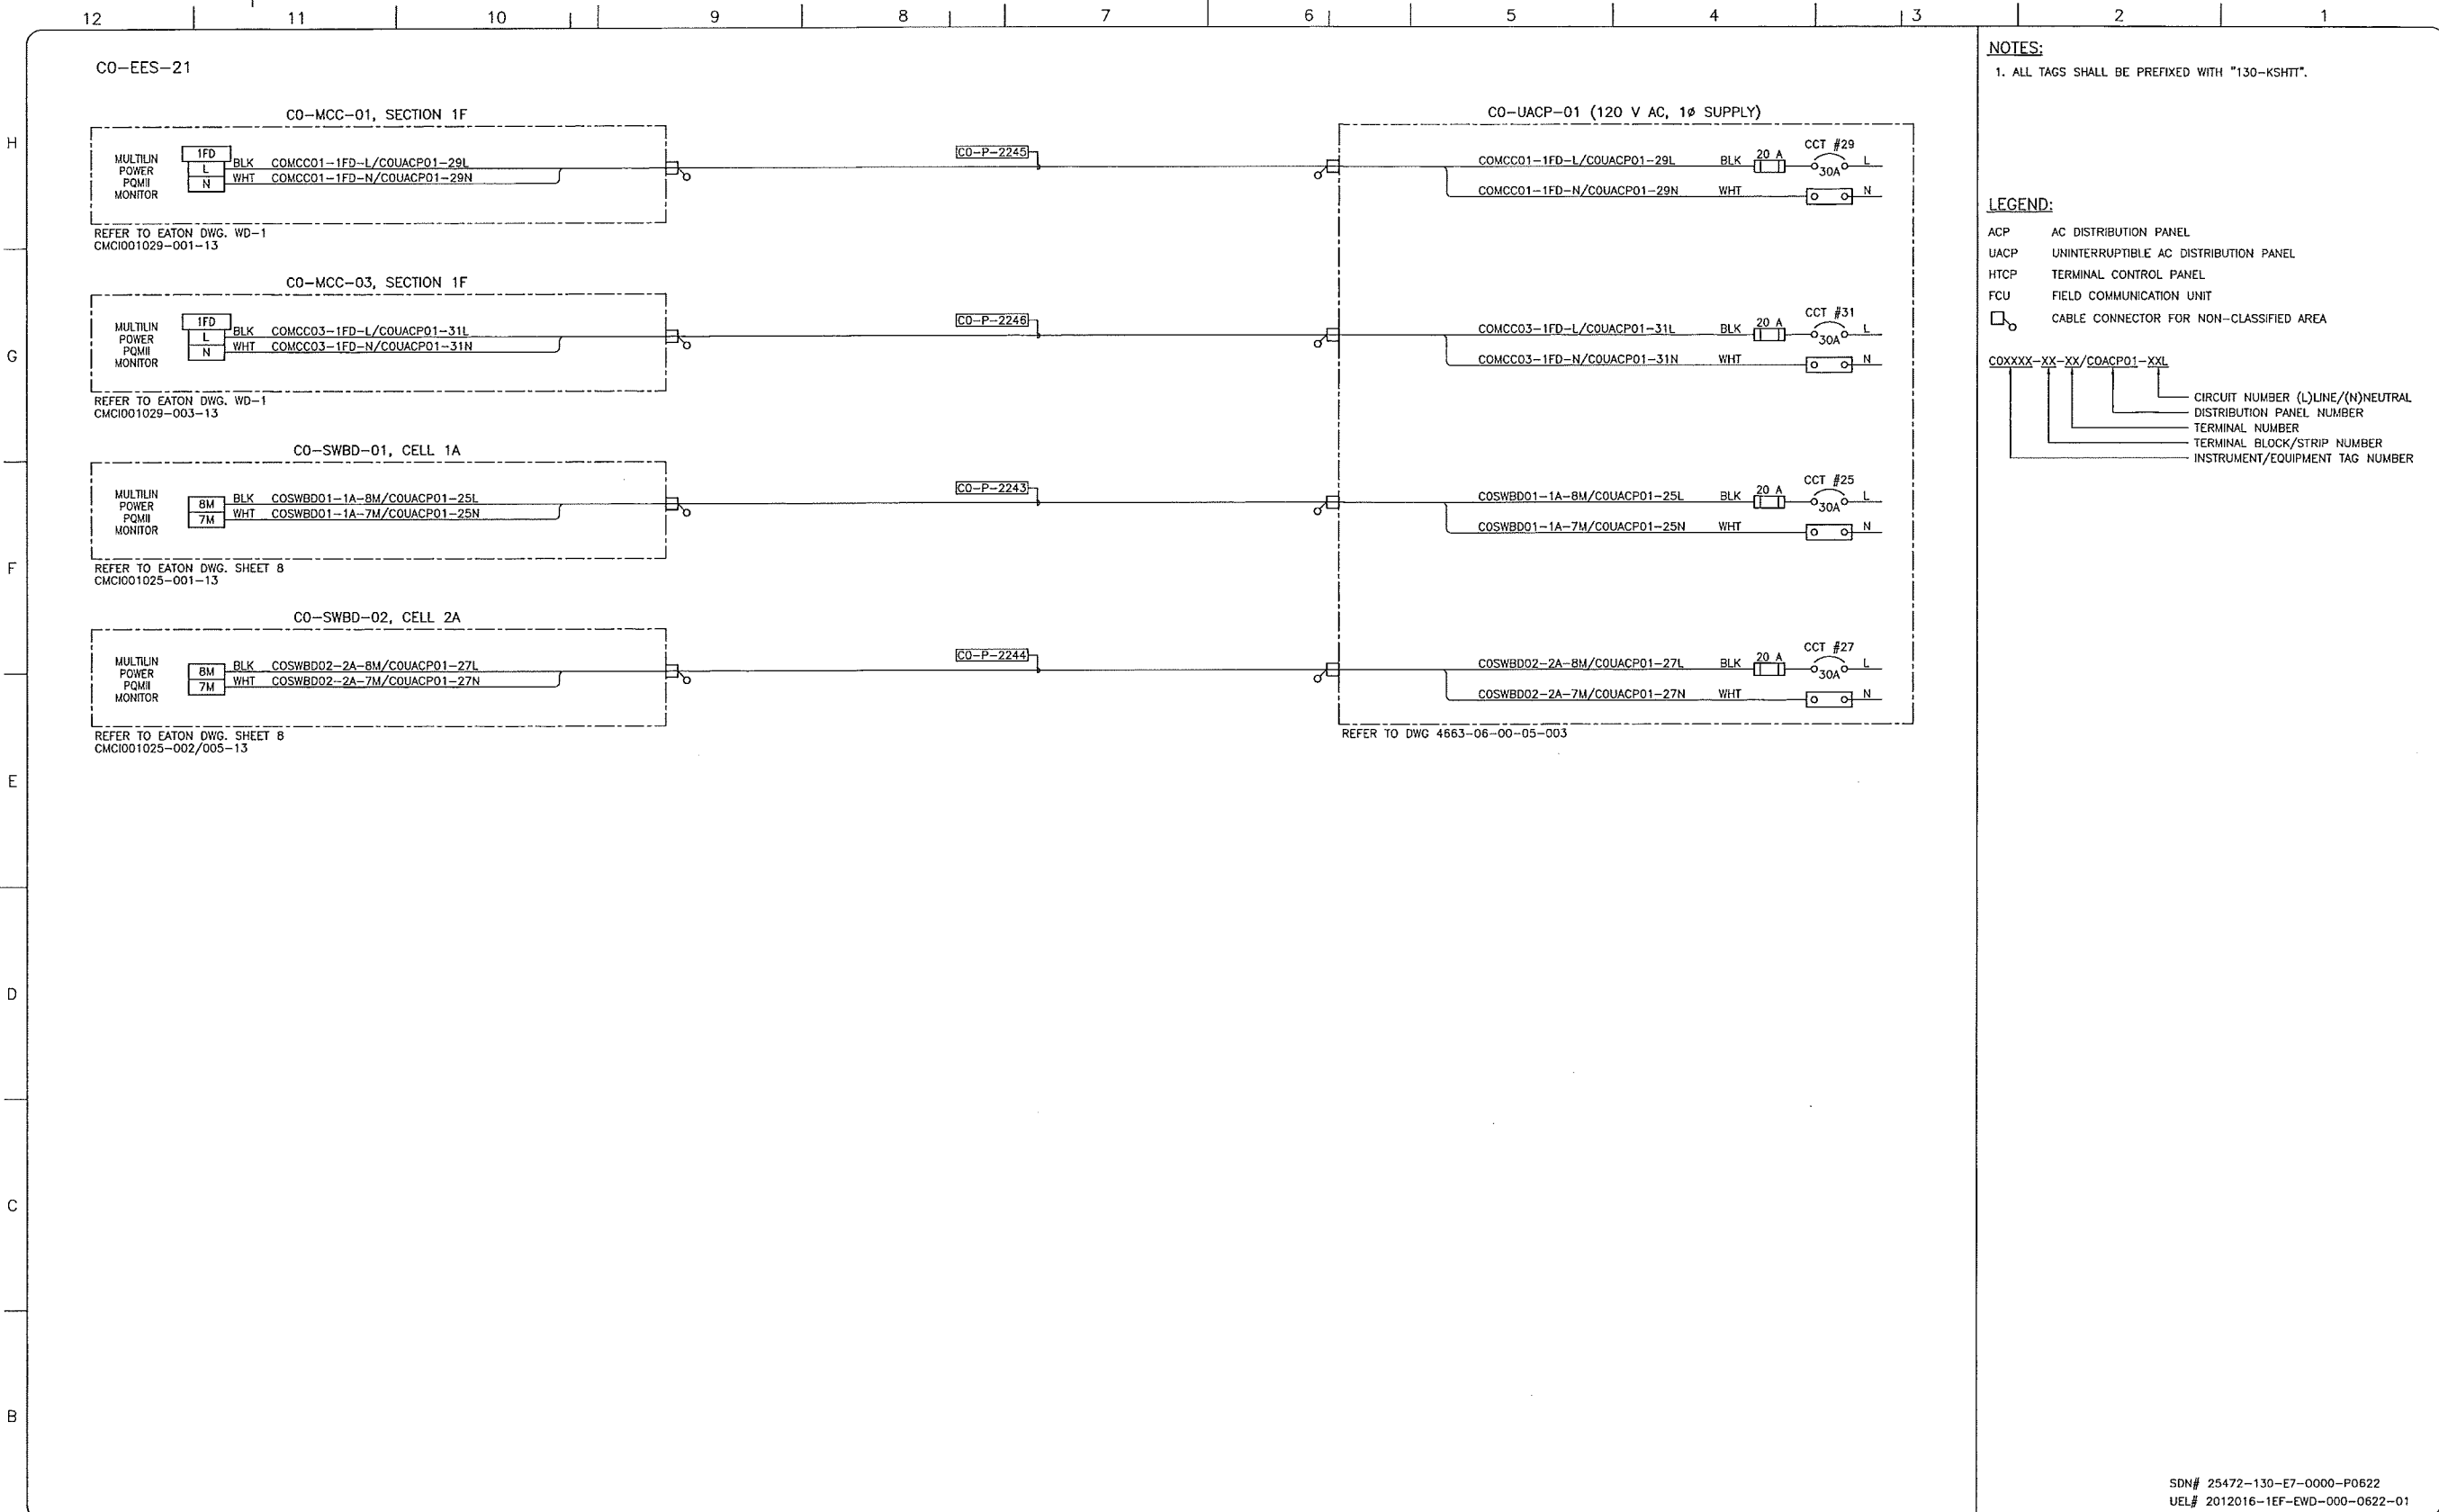 12 11 10 9 8 7 6 5 4 3 2 1
H
G
F
E
D
C
B
CO-EES-21
CO-MCC-01, SECTION 1F
MULTILIN
POWER
PQMII
MONITOR
1FD
L
N
BLK COMCC01-1FD-L/COUACP01-29L
WHT COMCC01-1FD-N/COUACP01-29N
REFER TO EATON DWG. WD-1
CMCI001029-001-13
CO-P-2245
CO-MCC-03, SECTION 1F
MULTILIN
POWER
PQMII
MONITOR
1FD
L
N
BLK COMCC03-1FD-L/COUACP01-31L
WHT COMCC03-1FD-N/COUACP01-31N
REFER TO EATON DWG. WD-1
CMCI001029-003-13
CO-P-2246
CO-SWBD-01, CELL 1A
MULTILIN
POWER
PQMII
MONITOR
8M
7M
BLK COSWBD01-1A-8M/COUACP01-25L
WHT COSWBD01-1A-7M/COUACP01-25N
REFER TO EATON DWG. SHEET 8
CMCI001025-001-13
CO-P-2243
CO-SWBD-02, CELL 2A
MULTILIN
POWER
PQMII
MONITOR
8M
7M
BLK COSWBD02-2A-8M/COUACP01-27L
WHT COSWBD02-2A-7M/COUACP01-27N
REFER TO EATON DWG. SHEET 8
CMCI001025-002/005-13
CO-P-2244
CO-UACP-01 (120 V AC, 1ø SUPPLY)
CCT #29
COMCC01-1FD-L/COUACP01-29L BLK 20 A 30A L
COMCC01-1FD-N/COUACP01-29N WHT N
CCT #31
COMCC03-1FD-L/COUACP01-31L BLK 20 A 30A L
COMCC03-1FD-N/COUACP01-31N WHT N
CCT #25
COSWBD01-1A-8M/COUACP01-25L BLK 20 A 30A L
COSWBD01-1A-7M/COUACP01-25N WHT N
CCT #27
COSWBD02-2A-8M/COUACP01-27L BLK 20 A 30A L
COSWBD02-2A-7M/COUACP01-27N WHT N
REFER TO DWG 4663-06-00-05-003
NOTES:
1. ALL TAGS SHALL BE PREFIXED WITH "130-KSHTT".
LEGEND:
ACP AC DISTRIBUTION PANEL
UACP UNINTERRUPTIBLE AC DISTRIBUTION PANEL
HTCP TERMINAL CONTROL PANEL
FCU FIELD COMMUNICATION UNIT
CABLE CONNECTOR FOR NON-CLASSIFIED AREA
COXXXX-XX-XX/COACP01-XXL
CIRCUIT NUMBER (L)LINE/(N)NEUTRAL
DISTRIBUTION PANEL NUMBER
TERMINAL NUMBER
TERMINAL BLOCK/STRIP NUMBER
INSTRUMENT/EQUIPMENT TAG NUMBER
SDN# 25472-130-E7-0000-P0622
UEL# 2012016-1EF-EWD-000-0622-01